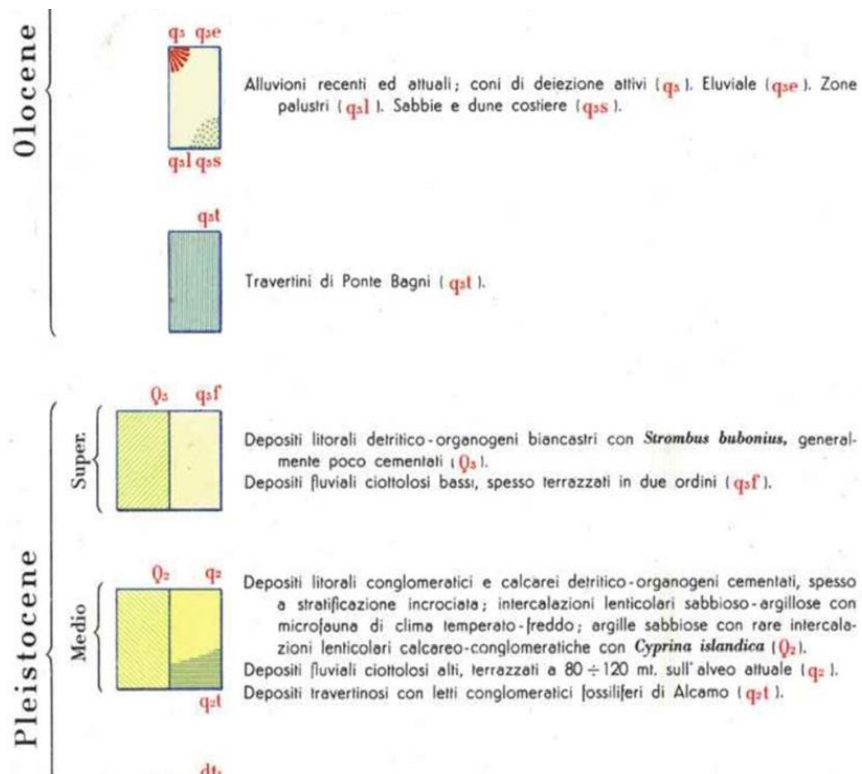 Olocene
q₃ q₃e
Alluvioni recenti ed attuali; coni di deiezione attivi (q₃). Eluviale (q₃e). Zone
palustri (q₃l). Sabbie e dune costiere (q₃s).
q₃l q₃s
q₃t
Travertini di Ponte Bagni (q₃t).
Pleistocene
Super.
Q₃ q₃f
Depositi litorali detritico-organogeni biancastri con Strombus bubonius, general-
mente poco cementati (Q₃).
Depositi fluviali ciottolosi bassi, spesso terrazzati in due ordini (q₃f).
Medio
Q₂ q₂
Depositi litorali conglomeratici e calcarei detritico-organogeni cementati, spesso
a stratificazione incrociata; intercalazioni lenticolari sabbioso-argillose con
microfauna di clima temperato-freddo; argille sabbiose con rare intercala-
zioni lenticolari calcareo-conglomeratiche con Cyprina islandica (Q₂).
Depositi fluviali ciottolosi alti, terrazzati a 80÷120 mt. sull'alveo attuale (q₂).
Depositi travertinosi con letti conglomeratici fossiliferi di Alcamo (q₂t).
q₂t